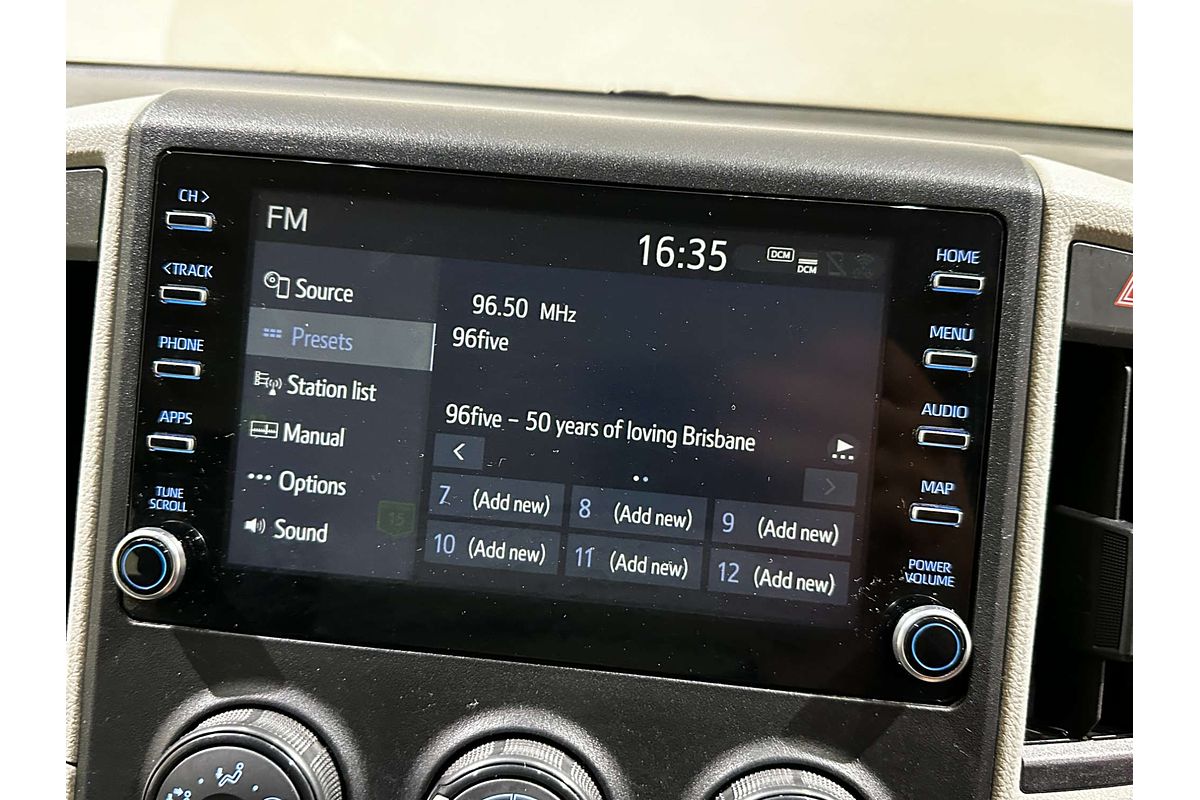 CH >
<TRACK
PHONE
APPS
TUNE
SCROLL
FM
16:35
DCM
DCM
Source
Presets
Station list
Manual
Options
Sound
96.50 MHz
96five
96five – 50 years of loving Brisbane
<
>
7 (Add new)
8 (Add new)
9 (Add new)
10 (Add new)
11 (Add new)
12 (Add new)
15
HOME
MENU
AUDIO
MAP
POWER
VOLUME